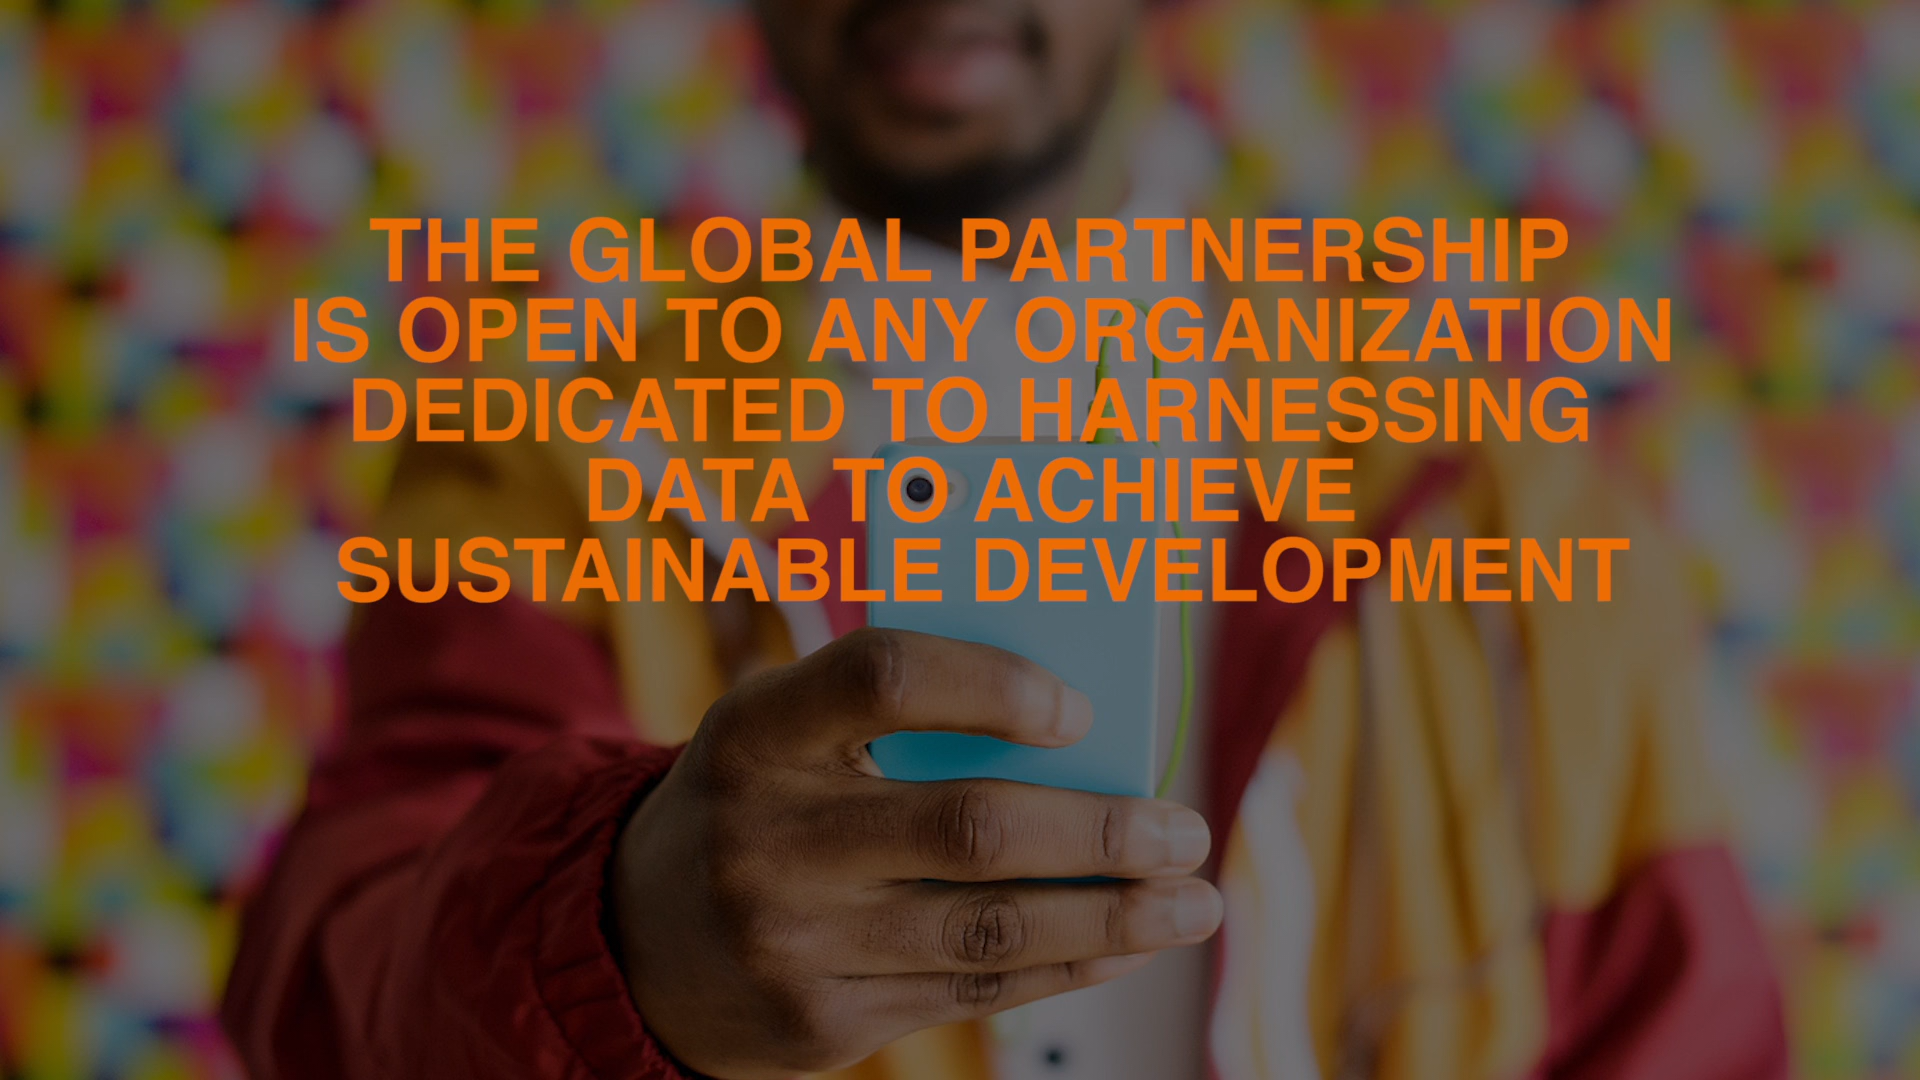 THE GLOBAL PARTNERSHIP
IS OPEN TO ANY ORGANIZATION
DEDICATED TO HARNESSING
DATA TO ACHIEVE
SUSTAINABLE DEVELOPMENT